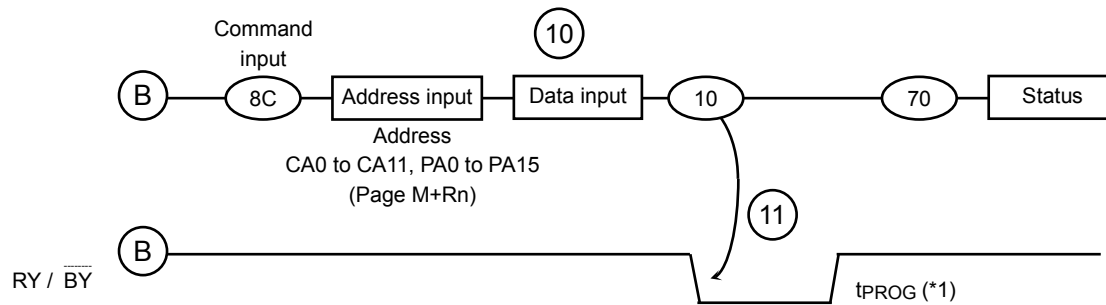 10
Command
input
B 8C Address input Data input 10 70 Status
Address
CA0 to CA11, PA0 to PA15
(Page M+Rn)
11
B
RY / BY
tPROG (*1)